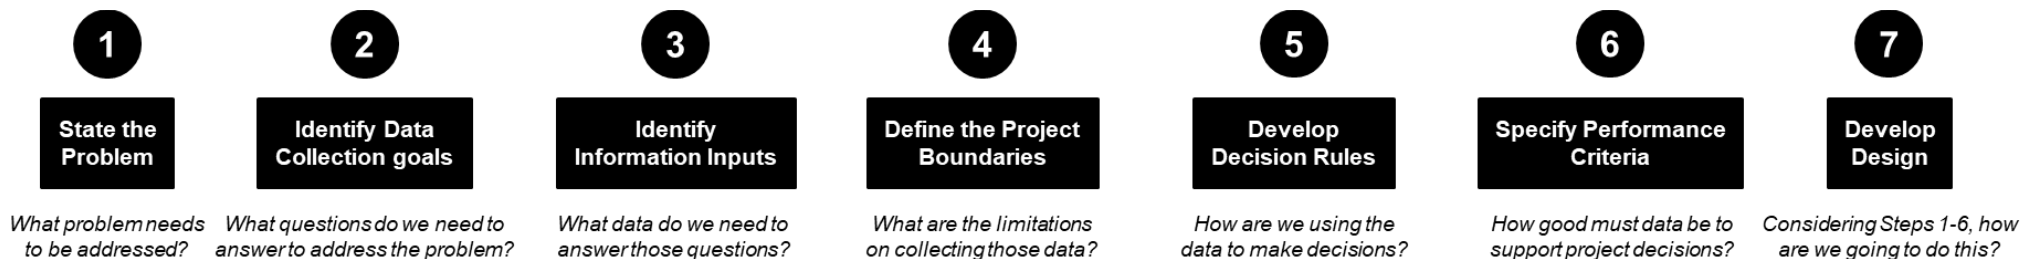 1
State the
Problem
What problem needs
to be addressed?
2
Identify Data
Collection goals
What questions do we need to
answer to address the problem?
3
Identify
Information Inputs
What data do we need to
answer those questions?
4
Define the Project
Boundaries
What are the limitations
on collecting those data?
5
Develop
Decision Rules
How are we using the
data to make decisions?
6
Specify Performance
Criteria
How good must data be to
support project decisions?
7
Develop
Design
Considering Steps 1-6, how
are we going to do this?